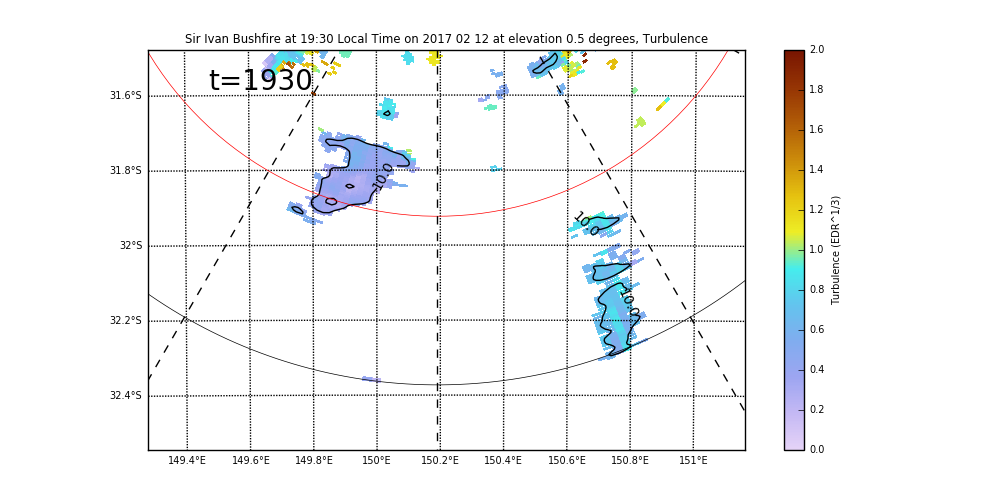 Sir Ivan Bushfire at 19:30 Local Time on 2017 02 12 at elevation 0.5 degrees, Turbulence
t=1930
31.6°S
31.8°S
32°S
32.2°S
32.4°S
149.4°E 149.6°E 149.8°E 150°E 150.2°E 150.4°E 150.6°E 150.8°E 151°E
10.0
10.0
10.0
2.0
1.8
1.6
1.4
1.2
1.0
0.8
0.6
0.4
0.2
0.0
Turbulence (EDR^1/3)